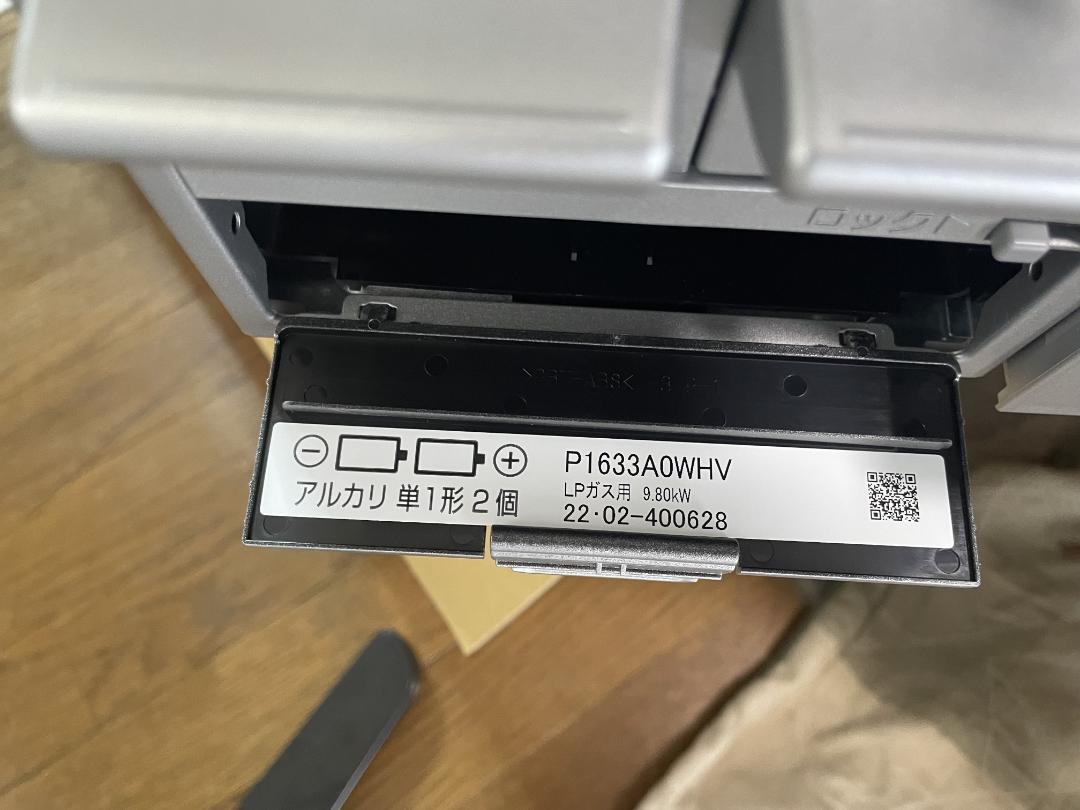 ロック
⊖ ⊕
アルカリ 単1形2個
P1633A0WHV
LPガス用 9.80kW
22・02-400628